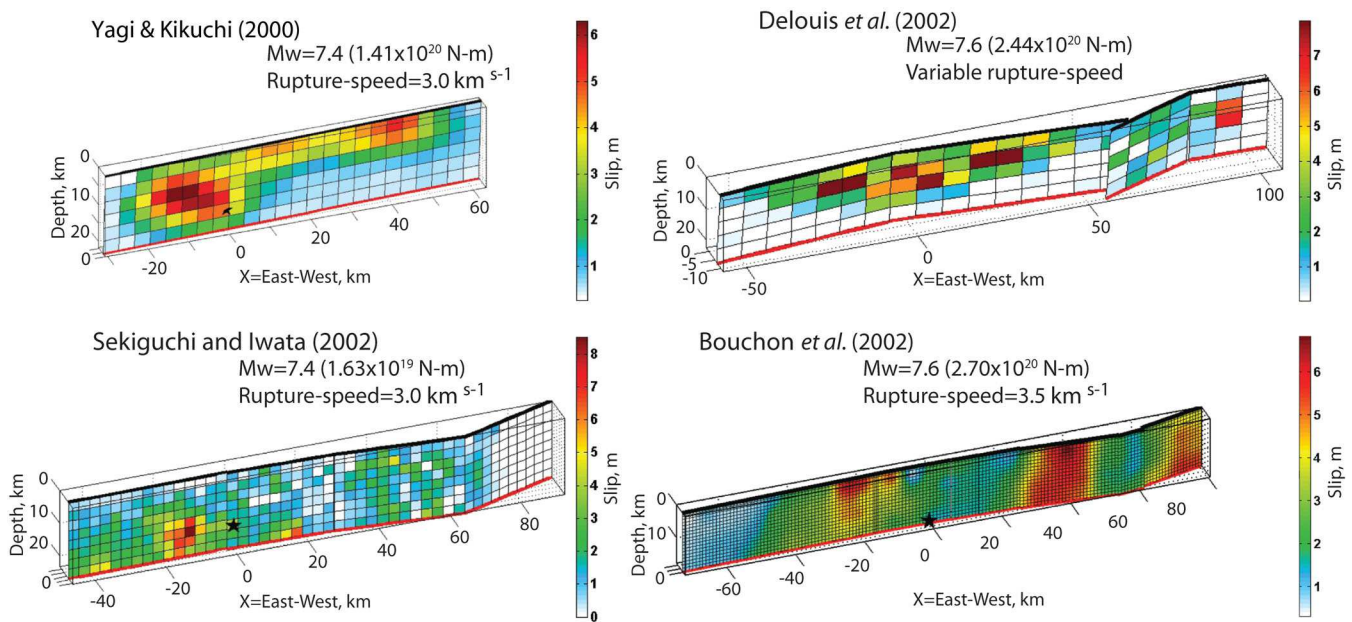 Yagi & Kikuchi (2000)
Mw=7.4 (1.41x10²⁰ N-m)
Rupture-speed=3.0 km s-1
0
10
20
0
Depth, km
-20
0
20
40
60
X=East-West, km
6
5
4
3
2
1
Slip, m
Delouis et al. (2002)
Mw=7.6 (2.44x10²⁰ N-m)
Variable rupture-speed
0
10
20
0
-5
-10
Depth, km
-50
0
50
100
X=East-West, km
7
6
5
4
3
2
1
Slip, m
Sekiguchi and Iwata (2002)
Mw=7.4 (1.63x10¹⁹ N-m)
Rupture-speed=3.0 km s-1
0
10
20
0
Depth, km
-40
-20
0
20
40
60
80
X=East-West, km
8
7
6
5
4
3
2
1
0
Slip, m
Bouchon et al. (2002)
Mw=7.6 (2.70x10²⁰ N-m)
Rupture-speed=3.5 km s-1
0
10
0
Depth, km
-60
-40
-20
0
20
40
60
80
X=East-West, km
6
5
4
3
2
1
Slip, m